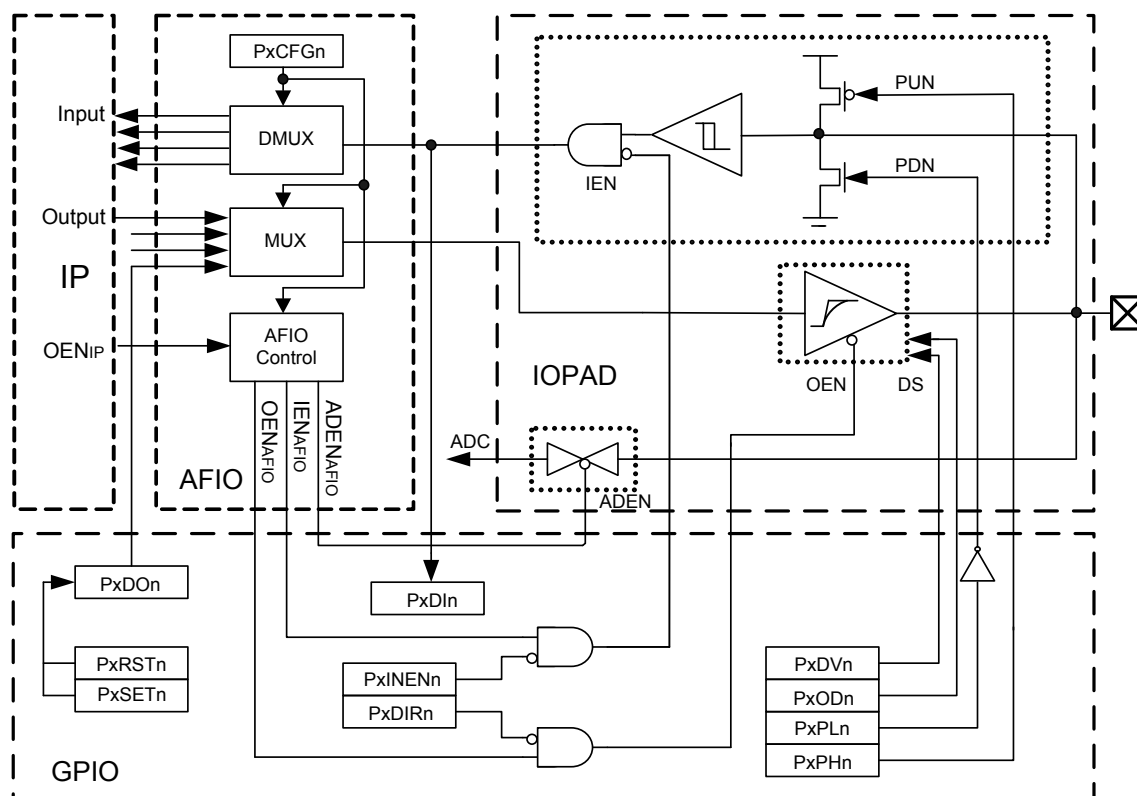 PxCFGn
Input
DMUX
Output
MUX
IP
OENIP
AFIO
Control
OENAFIO
IENAFIO
ADENAFIO
AFIO
IEN
PUN
PDN
OEN
DS
IOPAD
ADC
ADEN
PxDOn
PxDIn
PxRSTn
PxSETn
PxINENn
PxDIRn
PxDVn
PxODn
PxPLn
PxPHn
GPIO